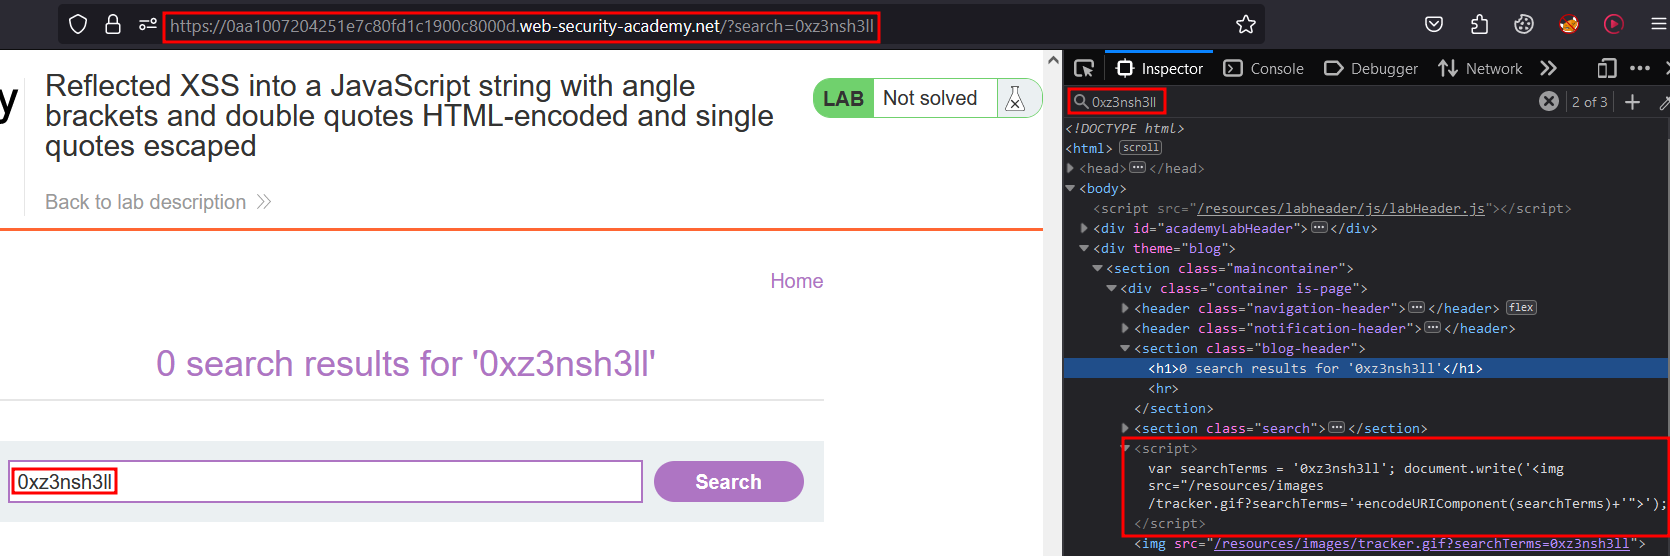 https://0aa1007204251e7c80fd1c1900c8000d.web-security-academy.net/?search=0xz3nsh3ll
y
Reflected XSS into a JavaScript string with angle
brackets and double quotes HTML-encoded and single
quotes escaped
LAB Not solved
Back to lab description
Home
0 search results for '0xz3nsh3ll'
0xz3nsh3ll
Search
Inspector Console Debugger Network
0xz3nsh3ll 2 of 3
<!DOCTYPE html>
<html> scroll
<head> ••• </head>
<body>
<script src="/resources/labheader/js/labHeader.js"></script>
<div id="academyLabHeader"> ••• </div>
<div theme="blog">
<section class="maincontainer">
<div class="container is-page">
<header class="navigation-header"> ••• </header> flex
<header class="notification-header"> ••• </header>
<section class="blog-header">
<h1>0 search results for '0xz3nsh3ll'</h1>
<hr>
</section>
<section class="search"> ••• </section>
<script>
var searchTerms = '0xz3nsh3ll'; document.write('<img
src="/resources/images
/tracker.gif?searchTerms='+encodeURIComponent(searchTerms)+'">');
</script>
<img src="/resources/images/tracker.gif?searchTerms=0xz3nsh3ll">